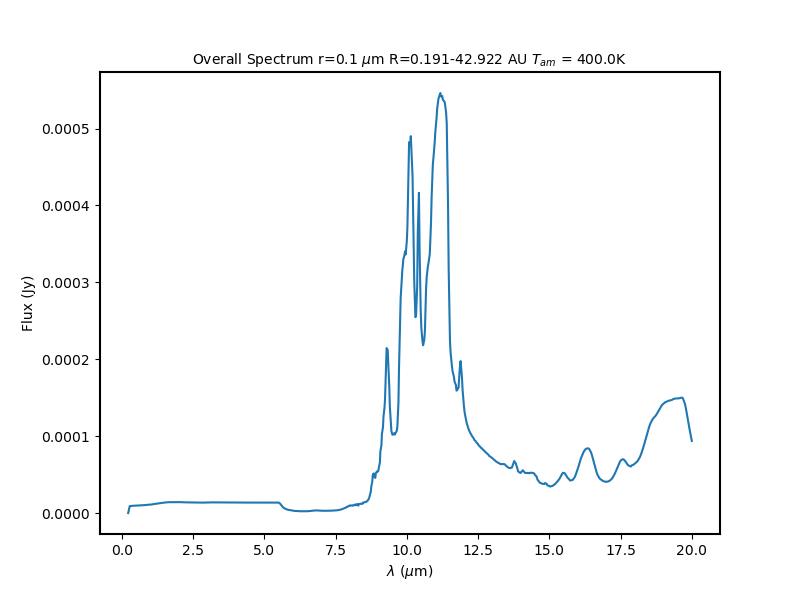 Overall Spectrum r=0.1 μm R=0.191-42.922 AU T_am = 400.0K
Flux (Jy)
0.0005
0.0004
0.0003
0.0002
0.0001
0.0000
0.0 2.5 5.0 7.5 10.0 12.5 15.0 17.5 20.0
λ (μm)